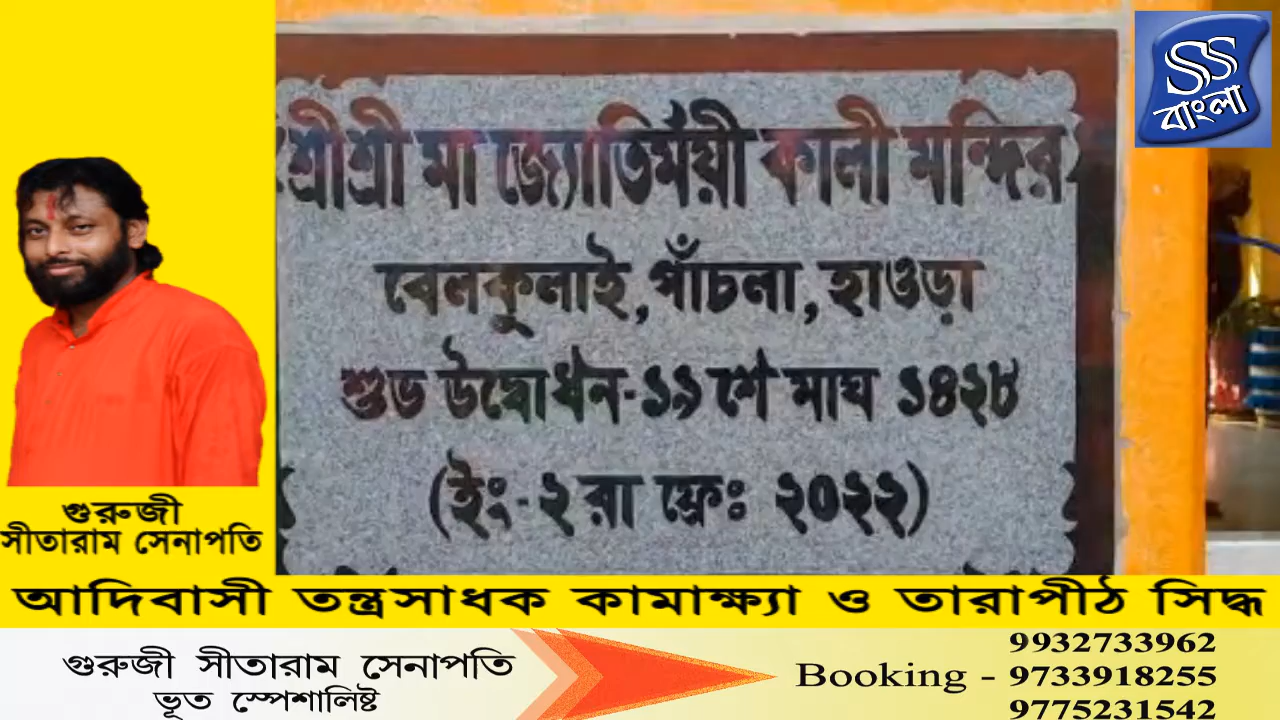 SS
বাংলা
শ্রীশ্রী মা জ্যোতির্ময়ী কালী মন্দির
বেলকুলাই, পাঁচলা, হাওড়া
শুভ উদ্বোধন-১৯ শে মাঘ ১৪২৮
(ইং-২ রা ফ্রেঃ ২০২২)
গুরুজী
সীতারাম সেনাপতি
আদিবাসী তন্ত্রসাধক কামাক্ষ্যা ও তারাপীঠ সিদ্ধ
গুরুজী সীতারাম সেনাপতি
ভূত স্পেশালিষ্ট
Booking - 9932733962
9733918255
9775231542